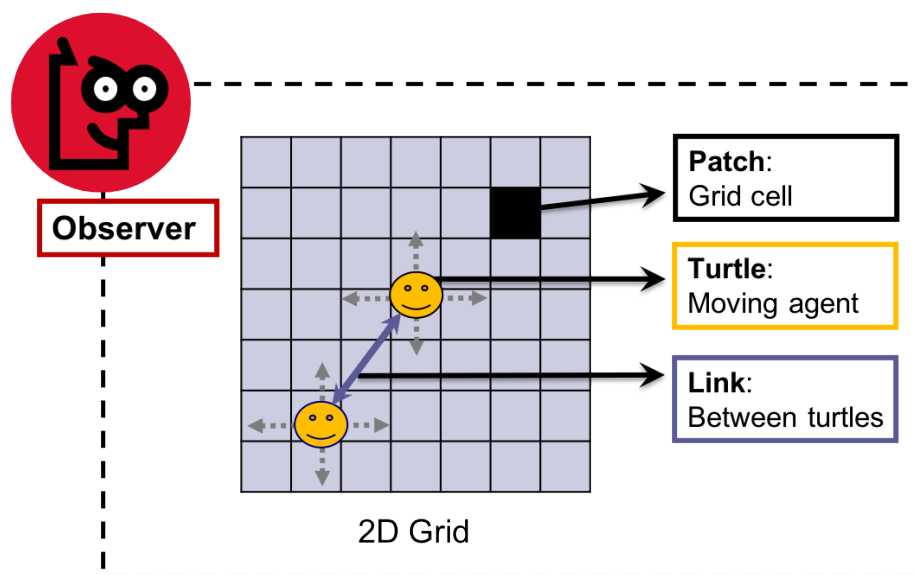 Observer
Patch:
Grid cell
Turtle:
Moving agent
Link:
Between turtles
2D Grid